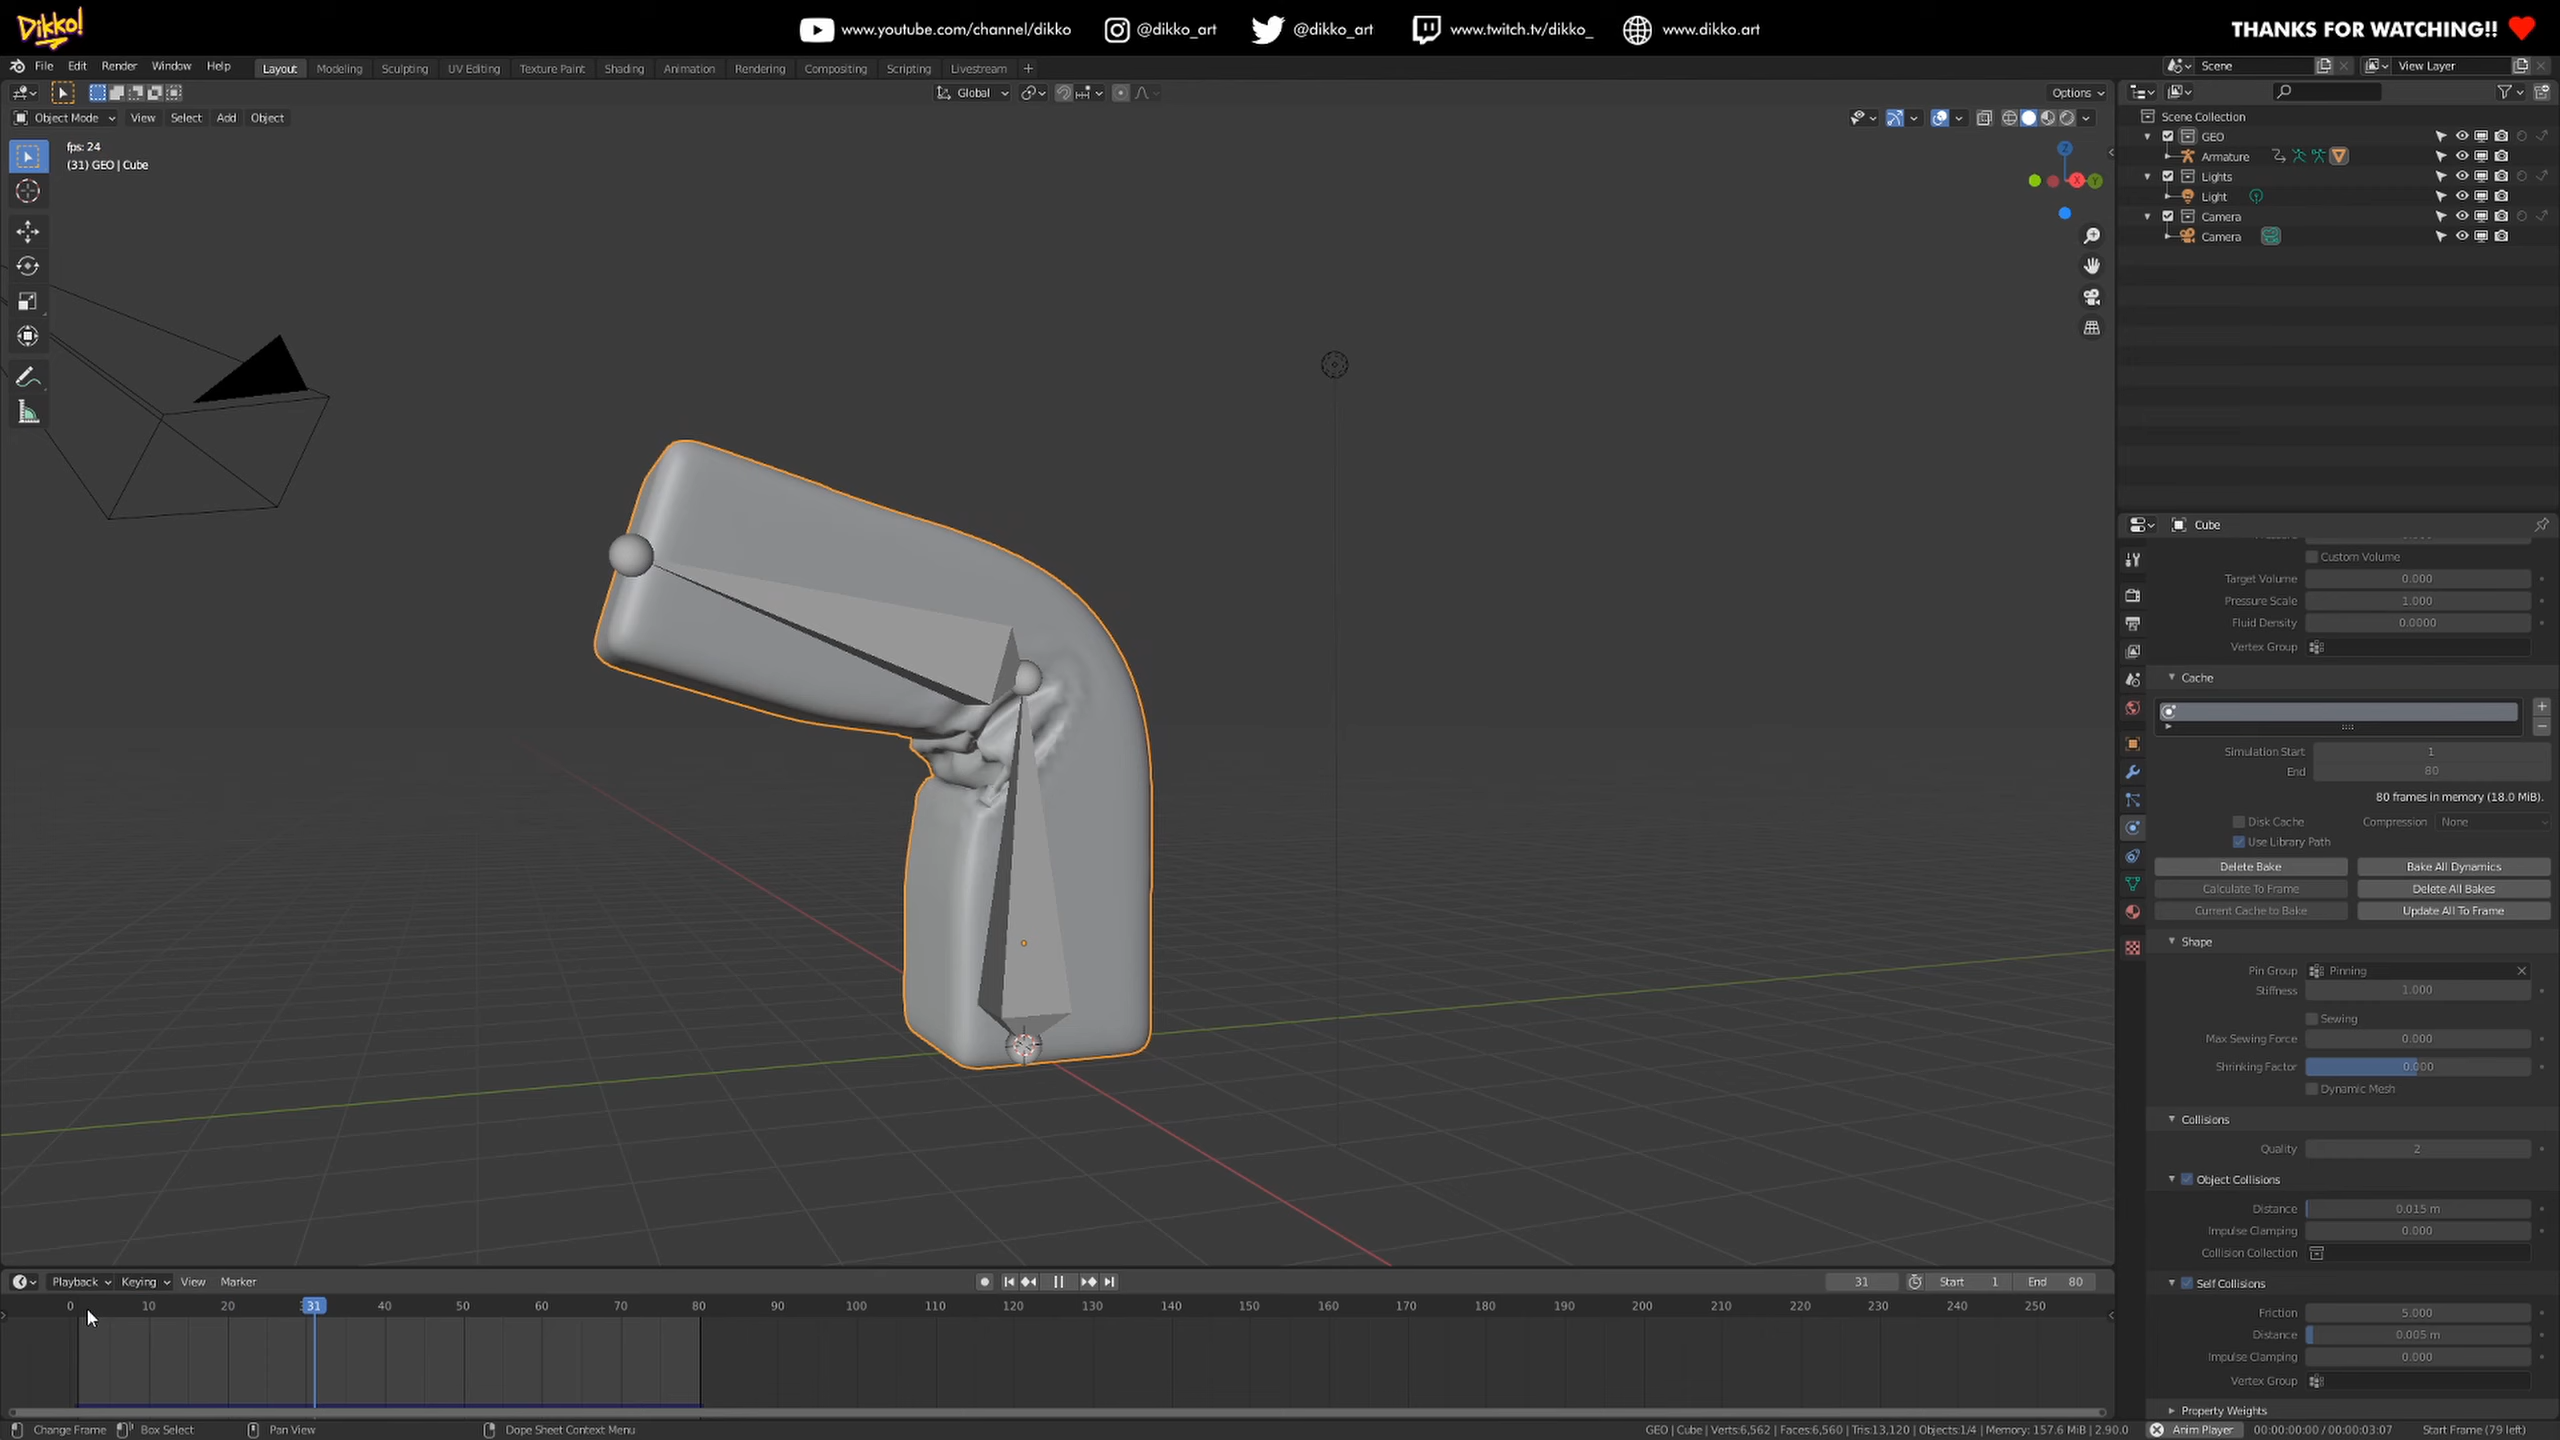 Dikko!
www.youtube.com/channel/dikko @dikko_art @dikko_art www.twitch.tv/dikko_ www.dikko.art
THANKS FOR WATCHING!!
File Edit Render Window Help Layout Modeling Sculpting UV Editing Texture Paint Shading Animation Rendering Compositing Scripting Livestream +
Scene View Layer
Global Options
Object Mode View Select Add Object
fps: 24
(31) GEO | Cube
Z
X
Y
Scene Collection
GEO
Armature
Lights
Light
Camera
Camera
Cube
Custom Volume
Target Volume 0.000
Pressure Scale 1.000
Fluid Density 0.0000
Vertex Group
Cache
Simulation Start 1
End 80
80 frames in memory (18.0 MiB).
Disk Cache Compression None
Use Library Path
Delete Bake Bake All Dynamics
Calculate To Frame Delete All Bakes
Current Cache to Bake Update All To Frame
Shape
Pin Group Pinning
Stiffness 1.000
Sewing
Max Sewing Force 0.000
Shrinking Factor 0.000
Dynamic Mesh
Collisions
Quality 2
Object Collisions
Distance 0.015 m
Impulse Clamping 0.000
Collision Collection
Self Collisions
Friction 5.000
Distance 0.005 m
Impulse Clamping 0.000
Vertex Group
Property Weights
Playback Keying View Marker
31 Start 1 End 80
0 10 20 31 40 50 60 70 80 90 100 110 120 130 140 150 160 170 180 190 200 210 220 230 240 250
Change Frame Box Select Pan View Dope Sheet Context Menu
GEO | Cube | Verts:6,562 | Faces:6,560 | Tris:13,120 | Objects:1/4 | Memory: 157.6 MiB | 2.90.0
Anim Player 00:00:00:00 / 00:00:03:07 Start Frame (79 left)